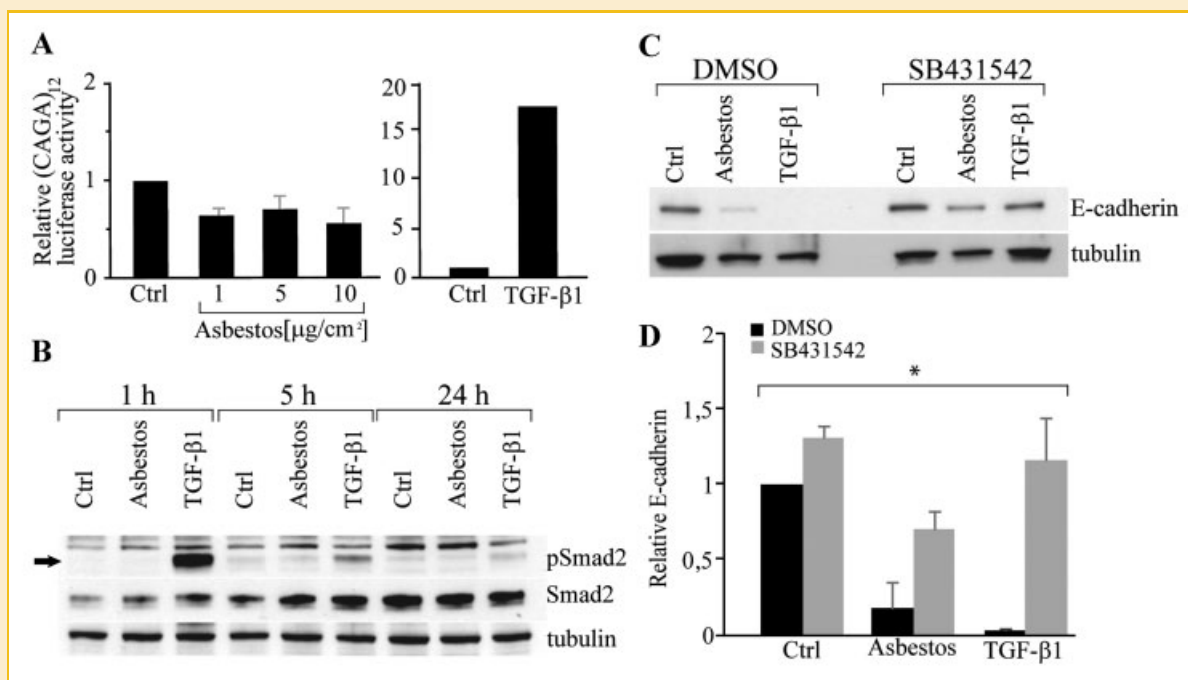 A
Relative (CAGA)12
luciferase activity
2
1
0
Ctrl
1 5 10
Asbestos[µg/cm²]
20
15
10
5
0
Ctrl TGF-β1
B
1 h 5 h 24 h
Ctrl Asbestos TGF-β1 Ctrl Asbestos TGF-β1 Ctrl Asbestos TGF-β1
pSmad2
Smad2
tubulin
C
DMSO SB431542
Ctrl Asbestos TGF-β1 Ctrl Asbestos TGF-β1
E-cadherin
tubulin
D
DMSO
SB431542
*
Relative E-cadherin
2
1,5
1
0,5
0
Ctrl Asbestos TGF-β1